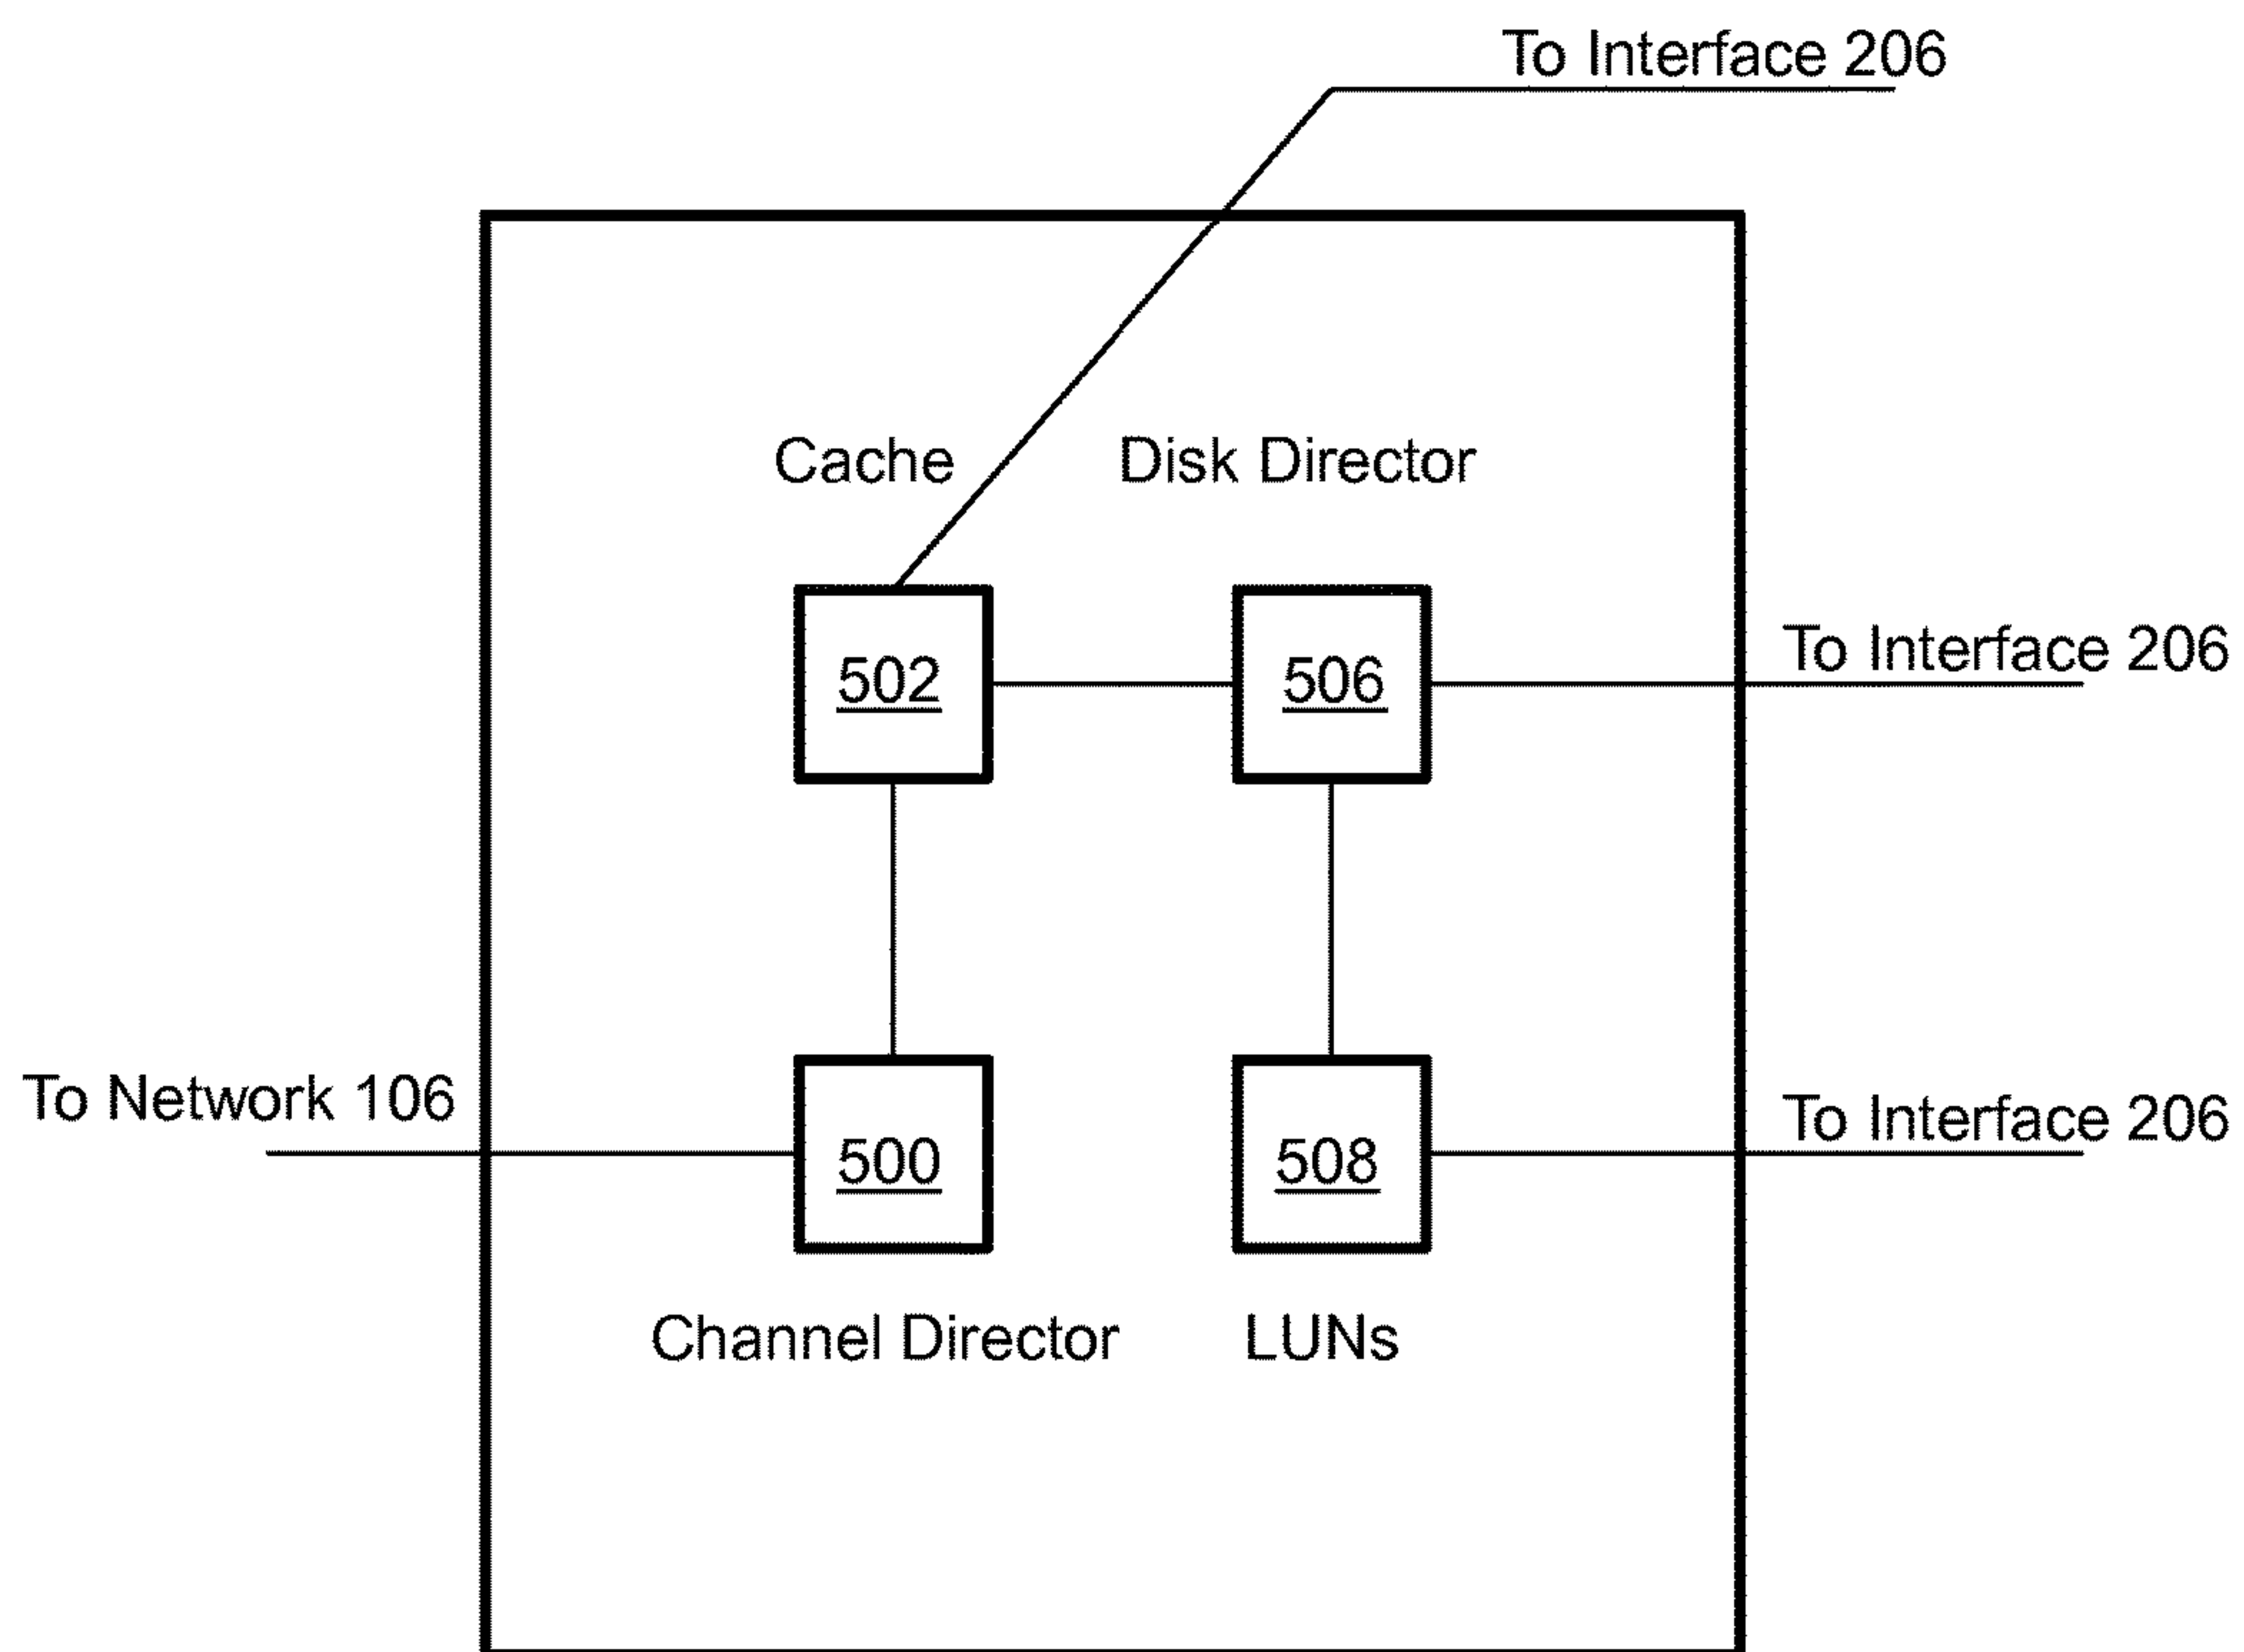 To Interface 206
Cache
Disk Director
502
506
To Interface 206
To Network 106
500
508
To Interface 206
Channel Director
LUNs